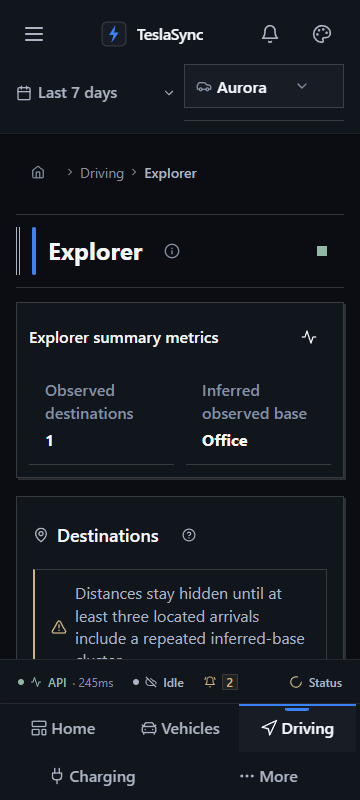 TeslaSync
Last 7 days
Aurora
Driving
Explorer
Explorer
Explorer summary metrics
Observed
destinations
1
Inferred
observed base
Office
Destinations
Distances stay hidden until at
least three located arrivals
include a repeated inferred-base
cluster.
API · 245ms
Idle
2
Status
Home
Vehicles
Driving
Charging
More